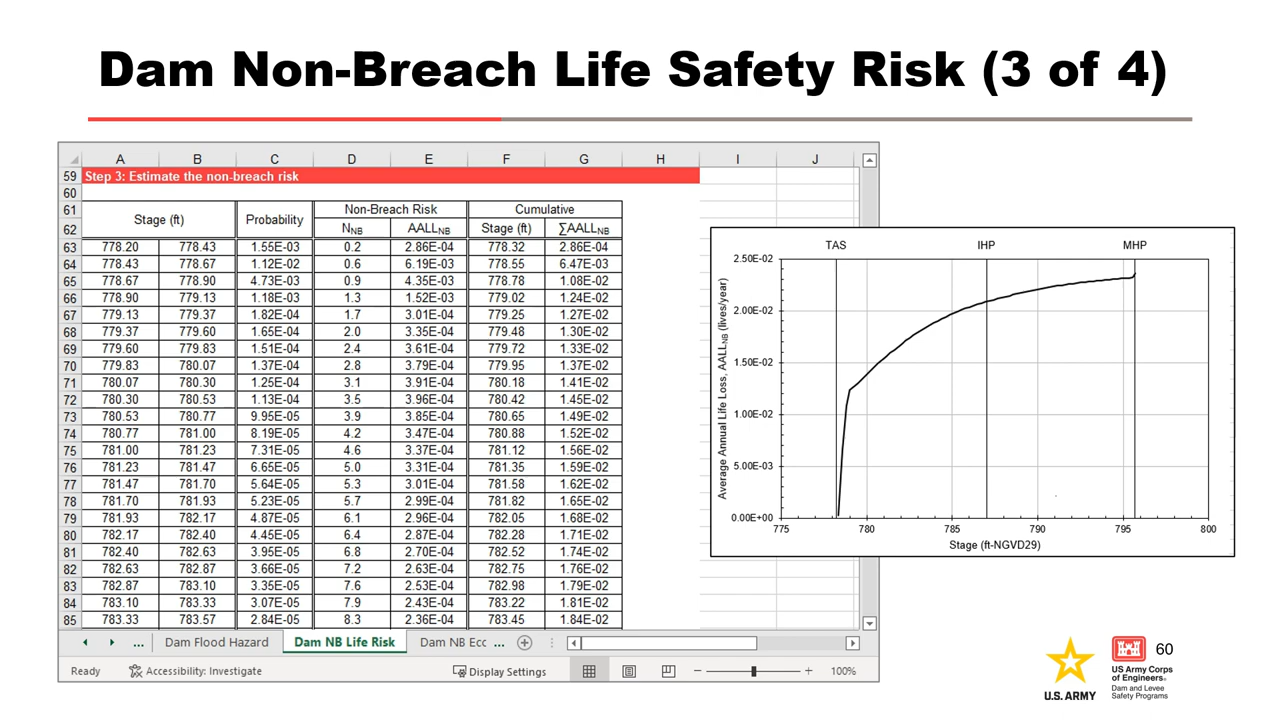 Dam Non-Breach Life Safety Risk (3 of 4)
A B C D E F G H I J
59 Step 3: Estimate the non-breach risk
60
61 Stage (ft) Probability Non-Breach Risk Cumulative
62 NNB AALLNB Stage (ft) ∑AALLNB
63 778.20 778.43 1.55E-03 0.2 2.86E-04 778.32 2.86E-04
64 778.43 778.67 1.12E-02 0.6 6.19E-03 778.55 6.47E-03
65 778.67 778.90 4.73E-03 0.9 4.35E-03 778.78 1.08E-02
66 778.90 779.13 1.18E-03 1.3 1.52E-03 779.02 1.24E-02
67 779.13 779.37 1.82E-04 1.7 3.01E-04 779.25 1.27E-02
68 779.37 779.60 1.65E-04 2.0 3.35E-04 779.48 1.30E-02
69 779.60 779.83 1.51E-04 2.4 3.61E-04 779.72 1.33E-02
70 779.83 780.07 1.37E-04 2.8 3.79E-04 779.95 1.37E-02
71 780.07 780.30 1.25E-04 3.1 3.91E-04 780.18 1.41E-02
72 780.30 780.53 1.13E-04 3.5 3.96E-04 780.42 1.45E-02
73 780.53 780.77 9.95E-05 3.9 3.85E-04 780.65 1.49E-02
74 780.77 781.00 8.19E-05 4.2 3.47E-04 780.88 1.52E-02
75 781.00 781.23 7.31E-05 4.6 3.37E-04 781.12 1.56E-02
76 781.23 781.47 6.65E-05 5.0 3.31E-04 781.35 1.59E-02
77 781.47 781.70 5.64E-05 5.3 3.01E-04 781.58 1.62E-02
78 781.70 781.93 5.23E-05 5.7 2.99E-04 781.82 1.65E-02
79 781.93 782.17 4.87E-05 6.1 2.96E-04 782.05 1.68E-02
80 782.17 782.40 4.45E-05 6.4 2.87E-04 782.28 1.71E-02
81 782.40 782.63 3.95E-05 6.8 2.70E-04 782.52 1.74E-02
82 782.63 782.87 3.66E-05 7.2 2.63E-04 782.75 1.76E-02
83 782.87 783.10 3.35E-05 7.6 2.53E-04 782.98 1.79E-02
84 783.10 783.33 3.07E-05 7.9 2.43E-04 783.22 1.81E-02
85 783.33 783.57 2.84E-05 8.3 2.36E-04 783.45 1.84E-02
... Dam Flood Hazard Dam NB Life Risk Dam NB Ecc ...
Ready Accessibility: Investigate Display Settings 100%
TAS IHP MHP
Average Annual Life Loss, AALLNB (lives/year)
2.50E-02
2.00E-02
1.50E-02
1.00E-02
5.00E-03
0.00E+00
775 780 785 790 795 800
Stage (ft-NGVD29)
U.S. ARMY
US Army Corps
of Engineers®
Dam and Levee
Safety Programs
60